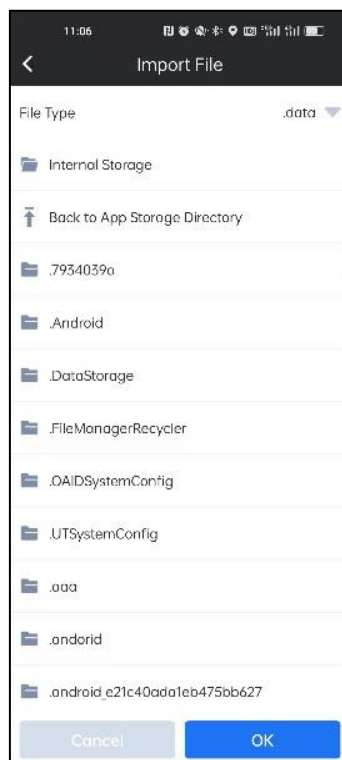 11:06
Import File
File Type .data
Internal Storage
Back to App Storage Directory
.7934039a
.Android
.DataStorage
.FileManagerRecycler
.OAIDSystemConfig
.UTSystemConfig
.aaa
.andorid
.android_e21c40ada1eb475bb627
Cancel OK